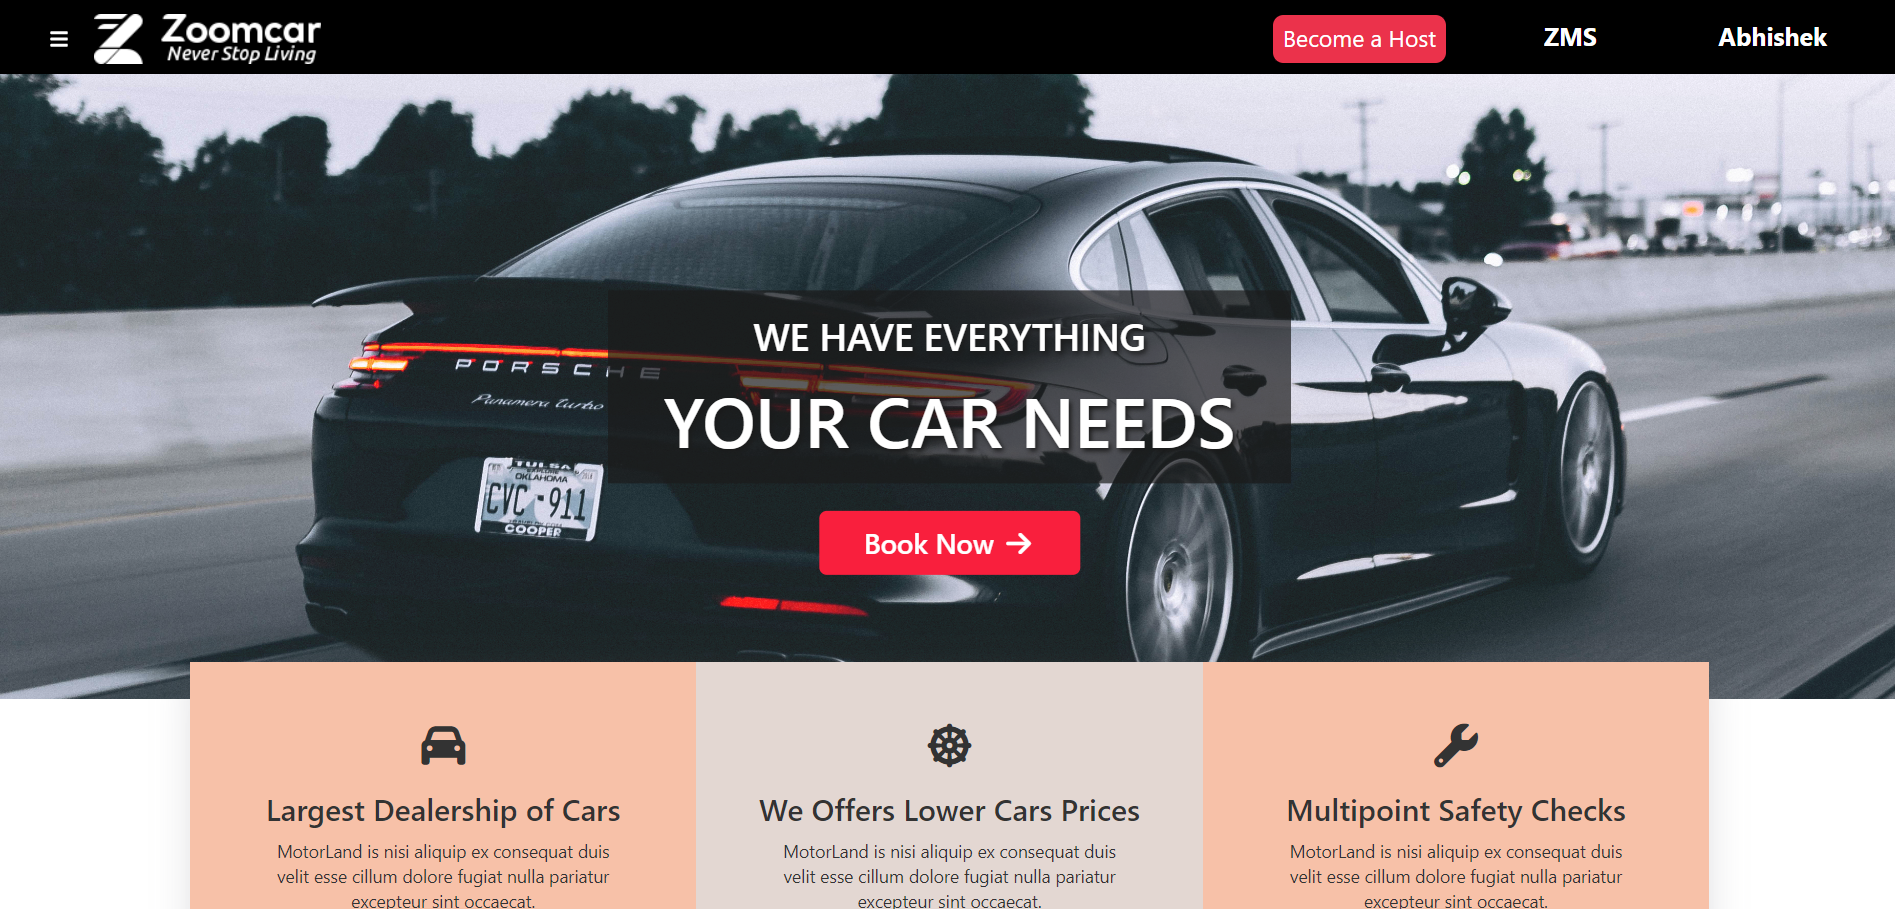 Zoomcar
Never Stop Living
Become a Host
ZMS
Abhishek
WE HAVE EVERYTHING
YOUR CAR NEEDS
PORSCHE
Panamera turbo
TULSA
OKLAHOMA
CVC-911
COOPER
Book Now
Largest Dealership of Cars
MotorLand is nisi aliquip ex consequat duis
velit esse cillum dolore fugiat nulla pariatur
excepteur sint occaecat.
We Offers Lower Cars Prices
MotorLand is nisi aliquip ex consequat duis
velit esse cillum dolore fugiat nulla pariatur
excepteur sint occaecat.
Multipoint Safety Checks
MotorLand is nisi aliquip ex consequat duis
velit esse cillum dolore fugiat nulla pariatur
excepteur sint occaecat.